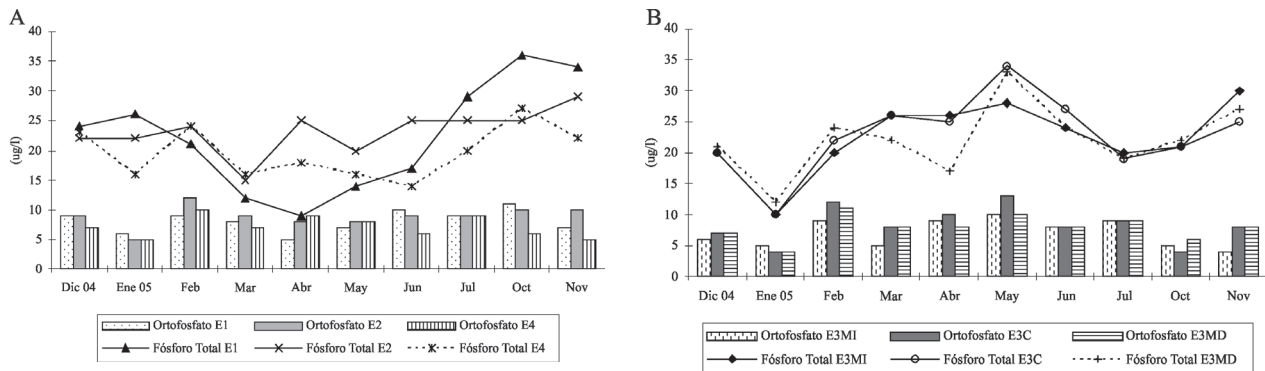 A
40
35
30
25
20
15
10
5
0
(ug/l)
Dic 04 Ene 05 Feb Mar Abr May Jun Jul Oct Nov
Ortofosfato E1 Ortofosfato E2 Ortofosfato E4
Fósforo Total E1 Fósforo Total E2 Fósforo Total E4
B
40
35
30
25
20
15
10
5
0
(ug/l)
Dic 04 Ene 05 Feb Mar Abr May Jun Jul Oct Nov
Ortofosfato E3MI Ortofosfato E3C Ortofosfato E3MD
Fósforo Total E3MI Fósforo Total E3C Fósforo Total E3MD